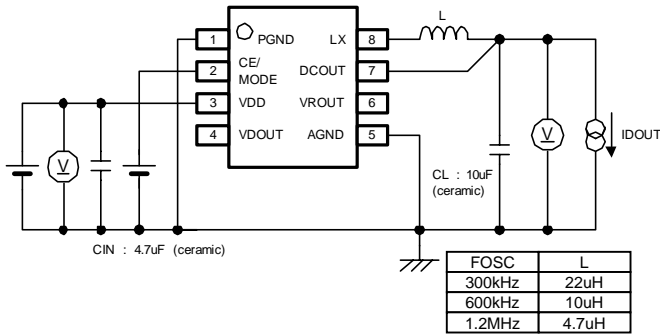 L
1 PGND LX 8
2 CE/ MODE DCOUT 7
3 VDD VROUT 6
4 VDOUT AGND 5
V
V
IDOUT
CL : 10uF
(ceramic)
CIN : 4.7uF (ceramic)
FOSC L
300kHz 22uH
600kHz 10uH
1.2MHz 4.7uH